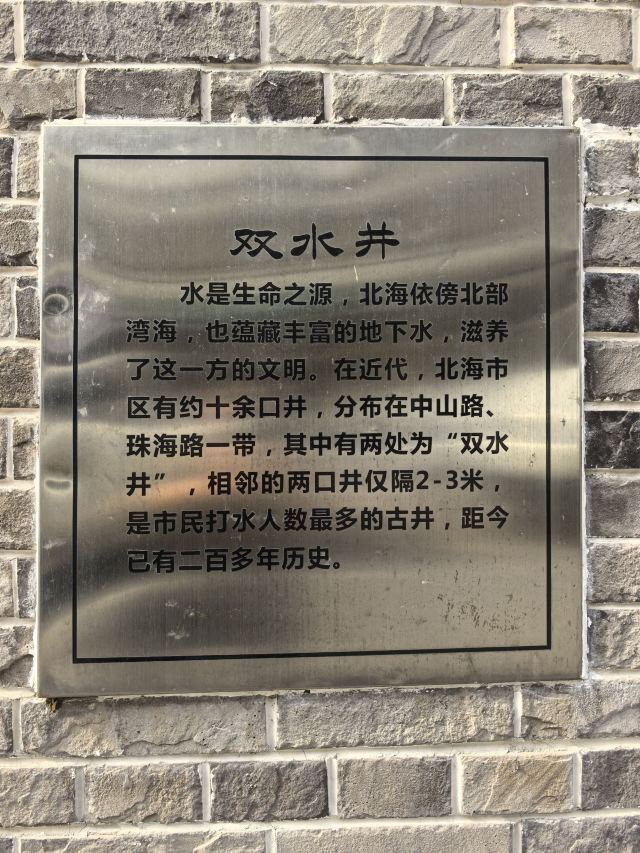 双水井
水是生命之源，北海依傍北部
湾海，也蕴藏丰富的地下水，滋养
了这一方的文明。在近代，北海市
区有约十余口井，分布在中山路、
珠海路一带，其中有两处为“双水
井”，相邻的两口井仅隔2-3米，
是市民打水人数最多的古井，距今
已有二百多年历史。